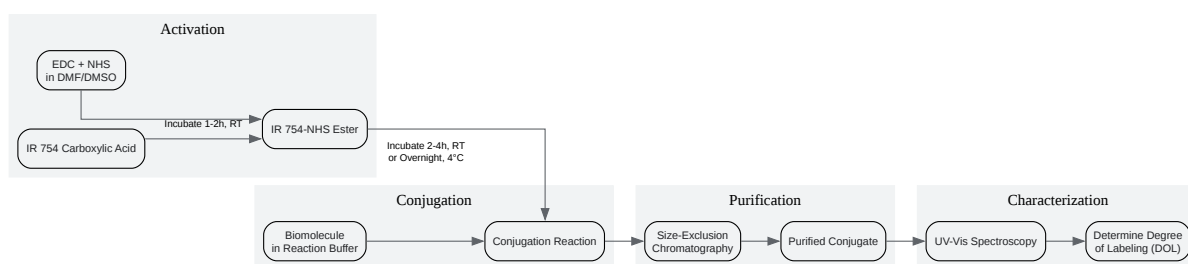 Activation
EDC + NHS
in DMF/DMSO
Incubate 1-2h, RT
IR 754-NHS Ester
IR 754 Carboxylic Acid
Incubate 2-4h, RT
or Overnight, 4°C
Conjugation
Biomolecule
in Reaction Buffer
Conjugation Reaction
Purification
Size-Exclusion
Chromatography
Purified Conjugate
Characterization
UV-Vis Spectroscopy
Determine Degree
of Labeling (DOL)